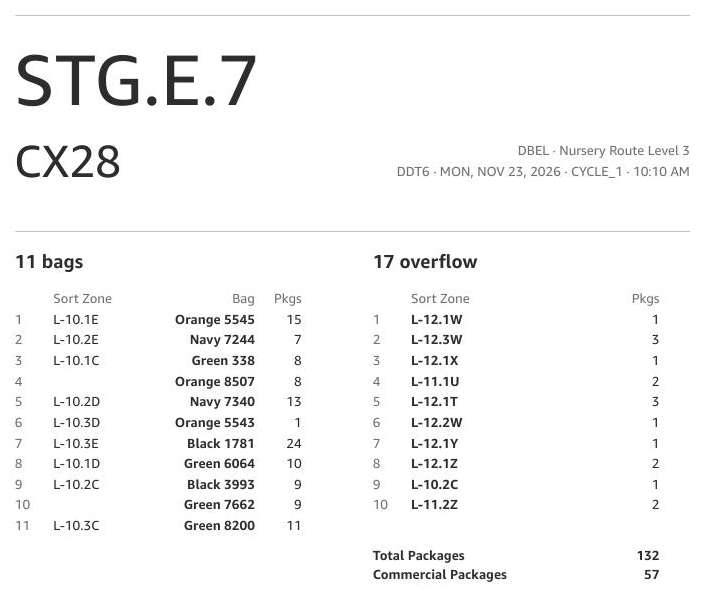 STG.E.7
CX28
DBEL · Nursery Route Level 3
DDT6 · MON, NOV 23, 2026 · CYCLE_1 · 10:10 AM
11 bags
Sort Zone Bag Pkgs
1 L-10.1E Orange 5545 15
2 L-10.2E Navy 7244 7
3 L-10.1C Green 338 8
4 Orange 8507 8
5 L-10.2D Navy 7340 13
6 L-10.3D Orange 5543 1
7 L-10.3E Black 1781 24
8 L-10.1D Green 6064 10
9 L-10.2C Black 3993 9
10 Green 7662 9
11 L-10.3C Green 8200 11
17 overflow
Sort Zone Pkgs
1 L-12.1W 1
2 L-12.3W 3
3 L-12.1X 1
4 L-11.1U 2
5 L-12.1T 3
6 L-12.2W 1
7 L-12.1Y 1
8 L-12.1Z 2
9 L-10.2C 1
10 L-11.2Z 2
Total Packages 132
Commercial Packages 57